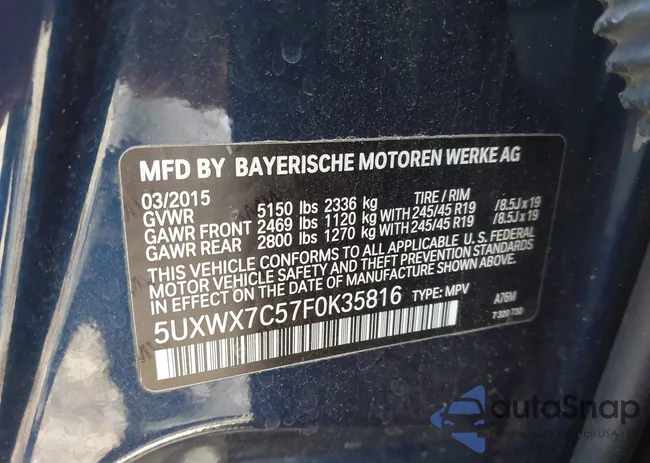 MFD BY BAYERISCHE MOTOREN WERKE AG
03/2015 TIRE / RIM
GVWR 5150 lbs 2336 kg
GAWR FRONT 2469 lbs 1120 kg WITH 245/45 R19 /8.5J x 19
GAWR REAR 2800 lbs 1270 kg WITH 245/45 R19 /8.5J x 19
THIS VEHICLE CONFORMS TO ALL APPLICABLE U.S. FEDERAL
MOTOR VEHICLE SAFETY AND THEFT PREVENTION STANDARDS
IN EFFECT ON THE DATE OF MANUFACTURE SHOWN ABOVE.
5UXWX7C57F0K35816 TYPE: MPV A76M
7 320 730
autoSnap